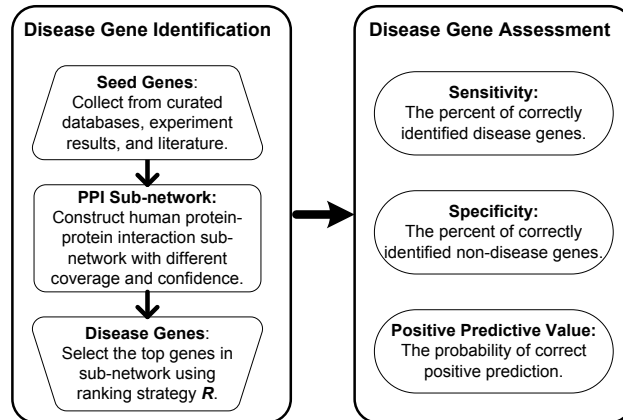 Disease Gene Identification
Seed Genes:
Collect from curated
databases, experiment
results, and literature.
PPI Sub-network:
Construct human protein-
protein interaction sub-
network with different
coverage and confidence.
Disease Genes:
Select the top genes in
sub-network using
ranking strategy R.
Disease Gene Assessment
Sensitivity:
The percent of correctly
identified disease genes.
Specificity:
The percent of correctly
identified non-disease genes.
Positive Predictive Value:
The probability of correct
positive prediction.